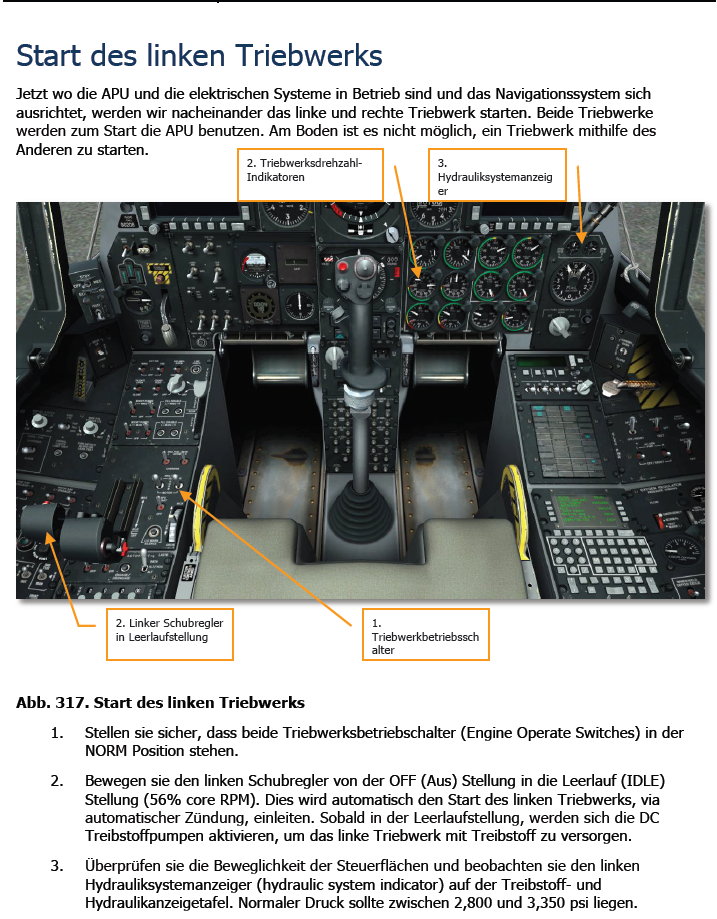 Start des linken Triebwerks
Jetzt wo die APU und die elektrischen Systeme in Betrieb sind und das Navigationssystem sich
ausrichtet, werden wir nacheinander das linke und rechte Triebwerk starten. Beide Triebwerke
werden zum Start die APU benutzen. Am Boden ist es nicht möglich, ein Triebwerk mithilfe des
Anderen zu starten.
2. Triebwerksdrehzahl-
Indikatoren
3.
Hydrauliksystemanzeig
er
2. Linker Schubregler
in Leerlaufstellung
1.
Triebwerkbetriebssch
alter
Abb. 317. Start des linken Triebwerks
1. Stellen sie sicher, dass beide Triebwerksbetriebschalter (Engine Operate Switches) in der
NORM Position stehen.
2. Bewegen sie den linken Schubregler von der OFF (Aus) Stellung in die Leerlauf (IDLE)
Stellung (56% core RPM). Dies wird automatisch den Start des linken Triebwerks, via
automatischer Zündung, einleiten. Sobald in der Leerlaufstellung, werden sich die DC
Treibstoffpumpen aktivieren, um das linke Triebwerk mit Treibstoff zu versorgen.
3. Überprüfen sie die Beweglichkeit der Steuerflächen und beobachten sie den linken
Hydrauliksystemanzeiger (hydraulic system indicator) auf der Treibstoff- und
Hydraulikanzeigetafel. Normaler Druck sollte zwischen 2,800 und 3,350 psi liegen.